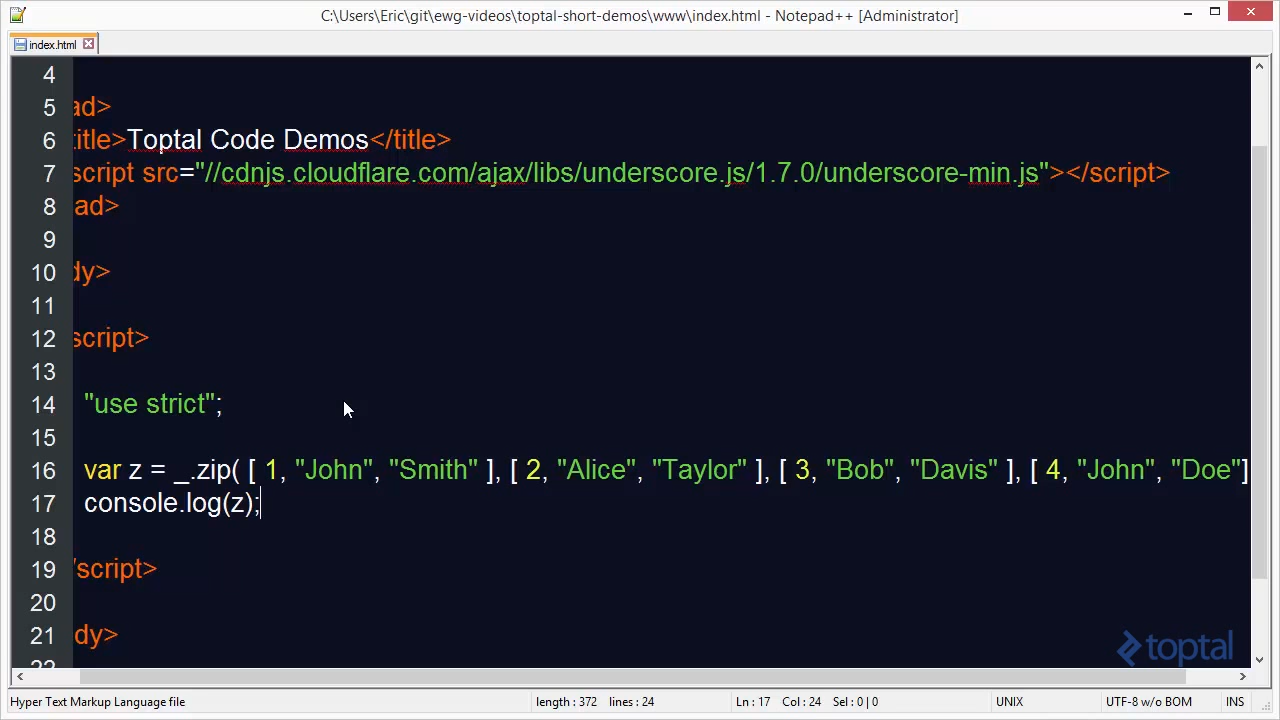 C:\Users\Eric\git\ewg-videos\toptal-short-demos\www\index.html - Notepad++ [Administrator]
index.html
4
5 ad>
6 title>Toptal Code Demos</title>
7 script src="//cdnjs.cloudflare.com/ajax/libs/underscore.js/1.7.0/underscore-min.js"></script>
8 ad>
9
10 dy>
11
12 script>
13
14 "use strict";
15
16 var z = _.zip( [ 1, "John", "Smith" ], [ 2, "Alice", "Taylor" ], [ 3, "Bob", "Davis" ], [ 4, "John", "Doe"]
17 console.log(z);
18
19 /script>
20
21 dy>
22
toptal
Hyper Text Markup Language file length : 372 lines : 24 Ln : 17 Col : 24 Sel : 0 | 0 UNIX UTF-8 w/o BOM INS